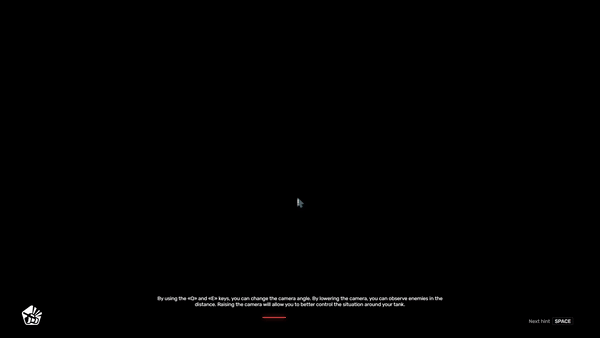 By using the «Q» and «E» keys, you can change the camera angle. By lowering the camera, you can observe enemies in the
distance. Raising the camera will allow you to better control the situation around your tank.
Next hint SPACE